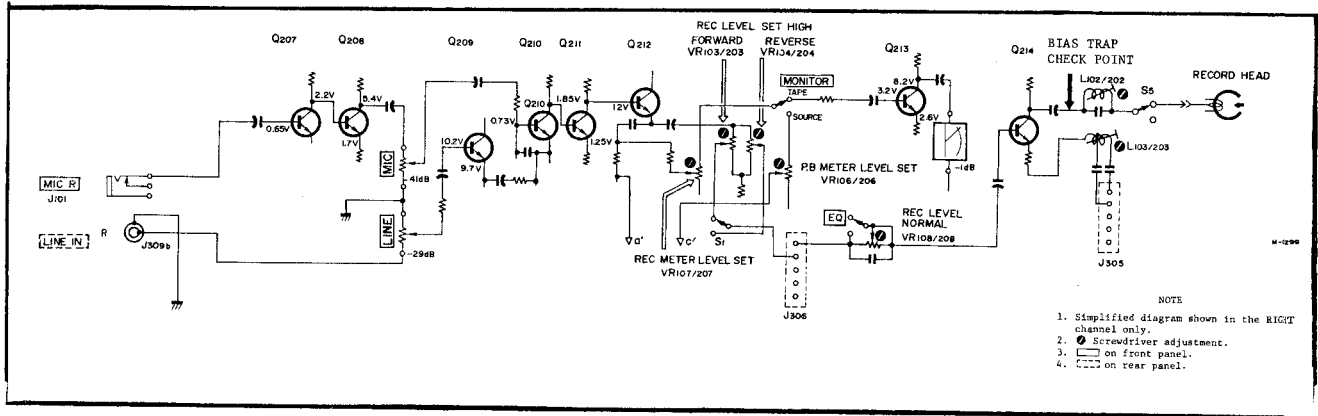 Q207
Q208
Q209
Q210
Q211
Q212
REC LEVEL SET HIGH
FORWARD
VR103/203
REVERSE
VR104/204
Q213
Q214
BIAS TRAP
CHECK POINT
L102/202
S5
RECORD HEAD
MONITOR
TAPE
SOURCE
2.2V
0.65V
5.4V
1.7V
10.2V
9.7V
0.73V
Q210
1.85V
1.25V
12V
8.2V
3.2V
2.6V
-1dB
MIC
-41dB
LINE
-29dB
MIC R
J101
LINE IN
R
J309b
a'
c'
S1
P.B METER LEVEL SET
VR106/206
REC METER LEVEL SET
VR107/207
EQ
REC LEVEL
NORMAL
VR108/208
J306
L103/203
J305
M-1299
NOTE
1. Simplified diagram shown in the RIGHT
channel only.
2. Screwdriver adjustment.
3. on front panel.
4. on rear panel.